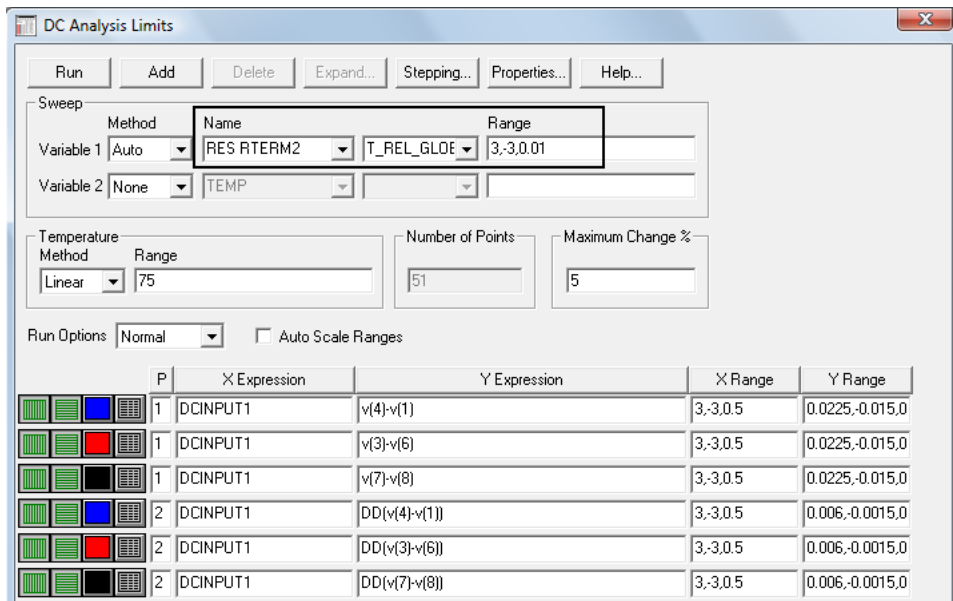 DC Analysis Limits
Run Add Delete Expand... Stepping... Properties... Help...
Sweep
Method Name Range
Variable 1 Auto RES RTERM2 T_REL_GLOB 3,-3,0.01
Variable 2 None TEMP
Temperature Number of Points Maximum Change %
Method Range
Linear 75 51 5
Run Options Normal Auto Scale Ranges
P X Expression Y Expression X Range Y Range
1 DCINPUT1 v(4)-v(1) 3,-3,0.5 0.0225,-0.015,0
1 DCINPUT1 v(3)-v(6) 3,-3,0.5 0.0225,-0.015,0
1 DCINPUT1 v(7)-v(8) 3,-3,0.5 0.0225,-0.015,0
2 DCINPUT1 DD(v(4)-v(1)) 3,-3,0.5 0.006,-0.0015,0
2 DCINPUT1 DD(v(3)-v(6)) 3,-3,0.5 0.006,-0.0015,0
2 DCINPUT1 DD(v(7)-v(8)) 3,-3,0.5 0.006,-0.0015,0